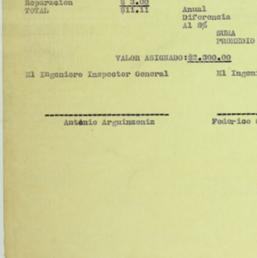 Reparacion $ 3.00
TOTAL $11.11
Anual
Diferencia
Al 8%
SUMA
PROMEDIO
VALOR ASIGNADO:$2,300.00
El Ingeniero Inspector General
El Ingeni
Antonio Arguinzoniz
Federico